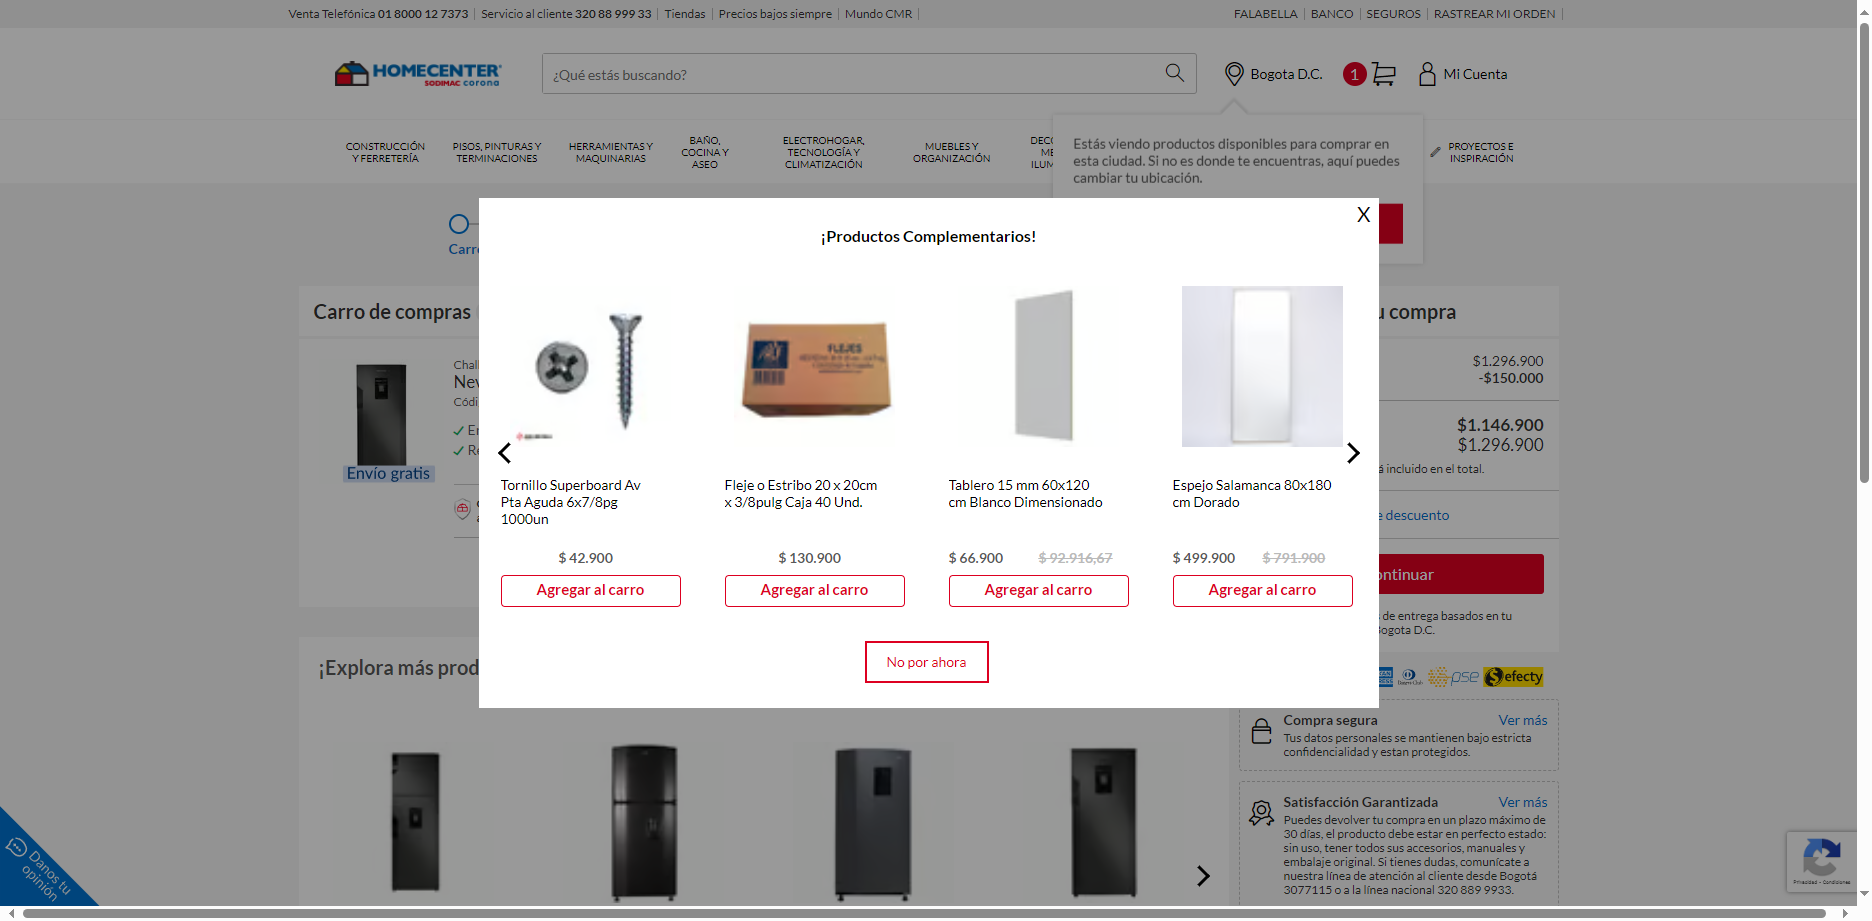 Venta Telefónica 01 8000 12 7373 Servicio al cliente 320 88 999 33 Tiendas Precios bajos siempre Mundo CMR
FALABELLA BANCO SEGUROS RASTREAR MI ORDEN
HOMECENTER
SODIMAC corona
¿Qué estás buscando?
Bogota D.C.
1
Mi Cuenta
CONSTRUCCIÓN
Y FERRETERÍA
PISOS, PINTURAS Y
TERMINACIONES
HERRAMIENTAS Y
MAQUINARIAS
BAÑO,
COCINA Y
ASEO
ELECTROHOGAR,
TECNOLOGÍA Y
CLIMATIZACIÓN
MUEBLES Y
ORGANIZACIÓN
DECO
ME
ILUM
PROYECTOS E
INSPIRACIÓN
Estás viendo productos disponibles para comprar en
esta ciudad. Si no es donde te encuentras, aquí puedes
cambiar tu ubicación.
Carro
X
¡Productos Complementarios!
Tornillo Superboard Av
Pta Aguda 6x7/8pg
1000un
$ 42.900
Agregar al carro
FLEJES
Fleje o Estribo 20 x 20cm
x 3/8pulg Caja 40 Und.
$ 130.900
Agregar al carro
Tablero 15 mm 60x120
cm Blanco Dimensionado
$ 66.900 $ 92.916,67
Agregar al carro
Espejo Salamanca 80x180
cm Dorado
$ 499.900 $ 791.900
Agregar al carro
No por ahora
Carro de compras
Chall
New
Códi
En
Re
Envío gratis
u compra
$1.296.900
-$150.000
$1.146.900
$1.296.900
á incluido en el total.
e descuento
ontinuar
de entrega basados en tu
Bogota D.C.
pse
efecty
¡Explora más prod
Compra segura Ver más
Tus datos personales se mantienen bajo estricta
confidencialidad y estan protegidos.
Satisfacción Garantizada Ver más
Puedes devolver tu compra en un plazo máximo de
30 días, el producto debe estar en perfecto estado:
sin uso, tener todos sus accesorios, manuales y
embalaje original. Si tienes dudas, comunícate a
nuestra línea de atención al cliente desde Bogotá
3077115 o a la línea nacional 320 889 9933.
Danos tu
opinión
Privacidad - Condiciones